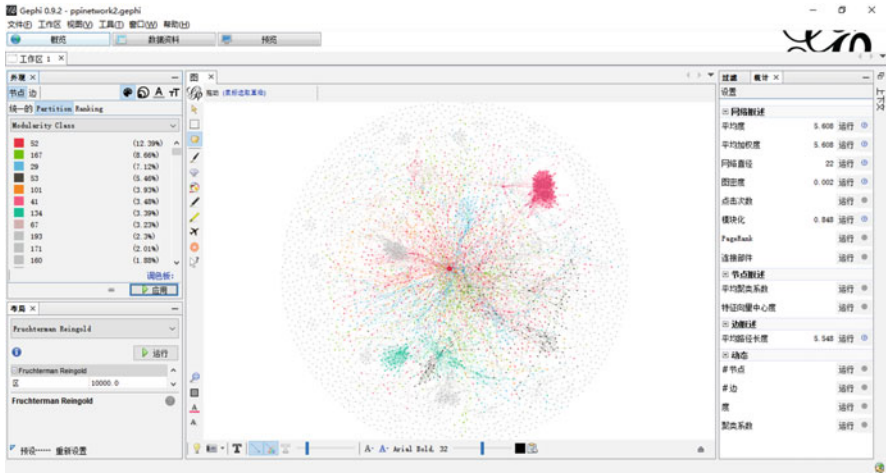 Gephi 0.9.2 - ppinetwork2.gephi
文件(F) 工作区 视图(V) 工具(T) 窗口(W) 帮助(H)
概览 数据资料 预览
工作区 1 ×
外观 ×
节点 边
统一的 Partition Ranking
Modularity Class
52 (12.39%)
167 (8.66%)
29 (7.12%)
53 (5.46%)
101 (3.93%)
41 (3.48%)
134 (3.39%)
67 (3.23%)
193 (2.3%)
171 (2.01%)
160 (1.88%)
调色板:
应用
布局 ×
Fruchterman Reingold
运行
Fruchterman Reingold
区 10000.0
Fruchterman Reingold
预设------ 重新设置
图 ×
拖动 (鼠标选取事件)
A- A- Arial Bold, 32
过滤 统计 ×
设置
网络概述
平均度 5.608 运行
平均加权度 5.608 运行
网络直径 22 运行
图密度 0.002 运行
点击次数 运行
模块化 0.848 运行
PageRank 运行
连接部件 运行
节点概述
平均聚类系数 运行
特征向量中心度 运行
边概述
平均路径长度 5.548 运行
动态
# 节点 运行
# 边 运行
度 运行
聚类系数 运行
上下文